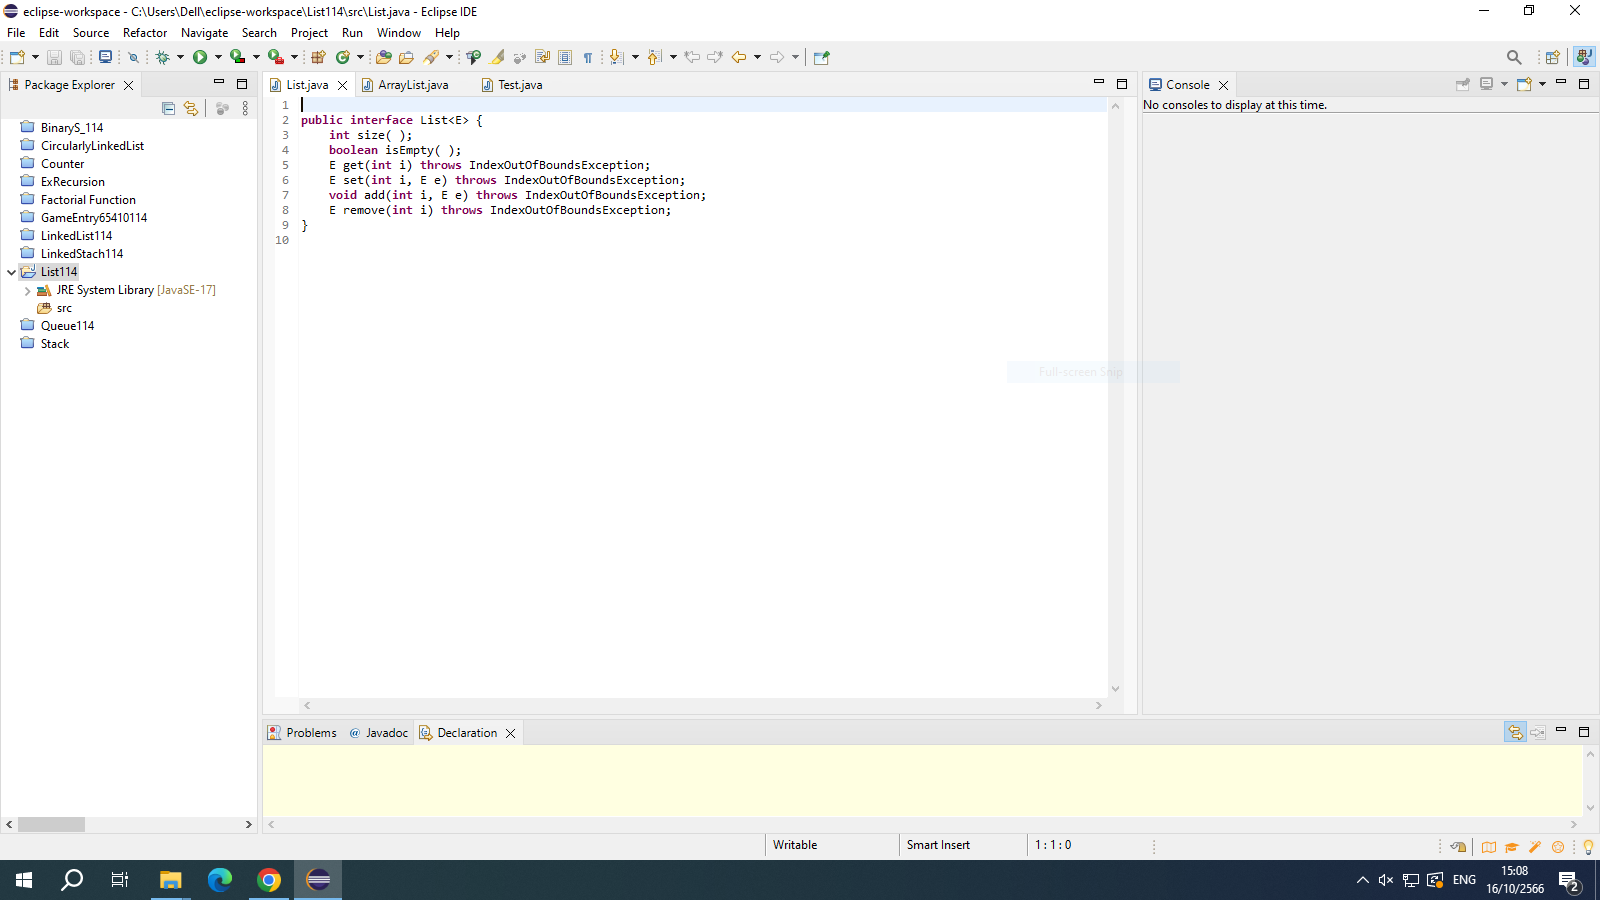 eclipse-workspace - C:\Users\Dell\eclipse-workspace\List114\src\List.java - Eclipse IDE
File Edit Source Refactor Navigate Search Project Run Window Help
Package Explorer
List.java ArrayList.java Test.java
Console
No consoles to display at this time.
BinaryS_114
CircularlyLinkedList
Counter
ExRecursion
Factorial Function
GameEntry65410114
LinkedList114
LinkedStach114
List114
JRE System Library [JavaSE-17]
src
Queue114
Stack
1
2 public interface List<E> {
3 int size( );
4 boolean isEmpty( );
5 E get(int i) throws IndexOutOfBoundsException;
6 E set(int i, E e) throws IndexOutOfBoundsException;
7 void add(int i, E e) throws IndexOutOfBoundsException;
8 E remove(int i) throws IndexOutOfBoundsException;
9 }
10
Full-screen Snip
Problems @ Javadoc Declaration
Writable Smart Insert 1 : 1 : 0
ENG
15:08
16/10/2566
2